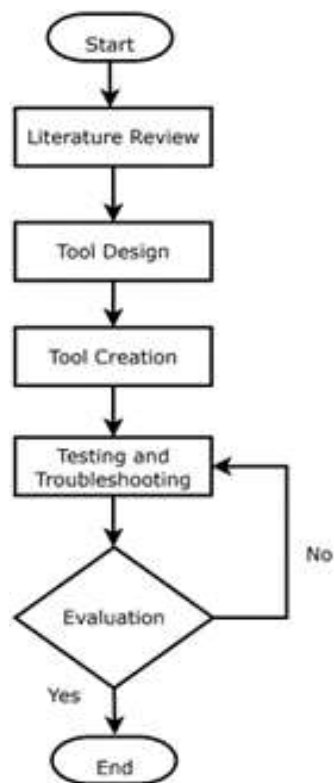 Start
Literature Review
Tool Design
Tool Creation
Testing and
Troubleshooting
No
Evaluation
Yes
End